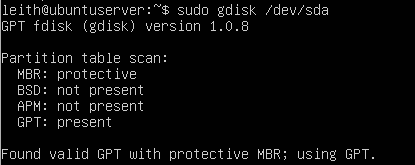 leith@ubuntuserver:~$ sudo gdisk /dev/sda
GPT fdisk (gdisk) version 1.0.8

Partition table scan:
  MBR: protective
  BSD: not present
  APM: not present
  GPT: present

Found valid GPT with protective MBR; using GPT.